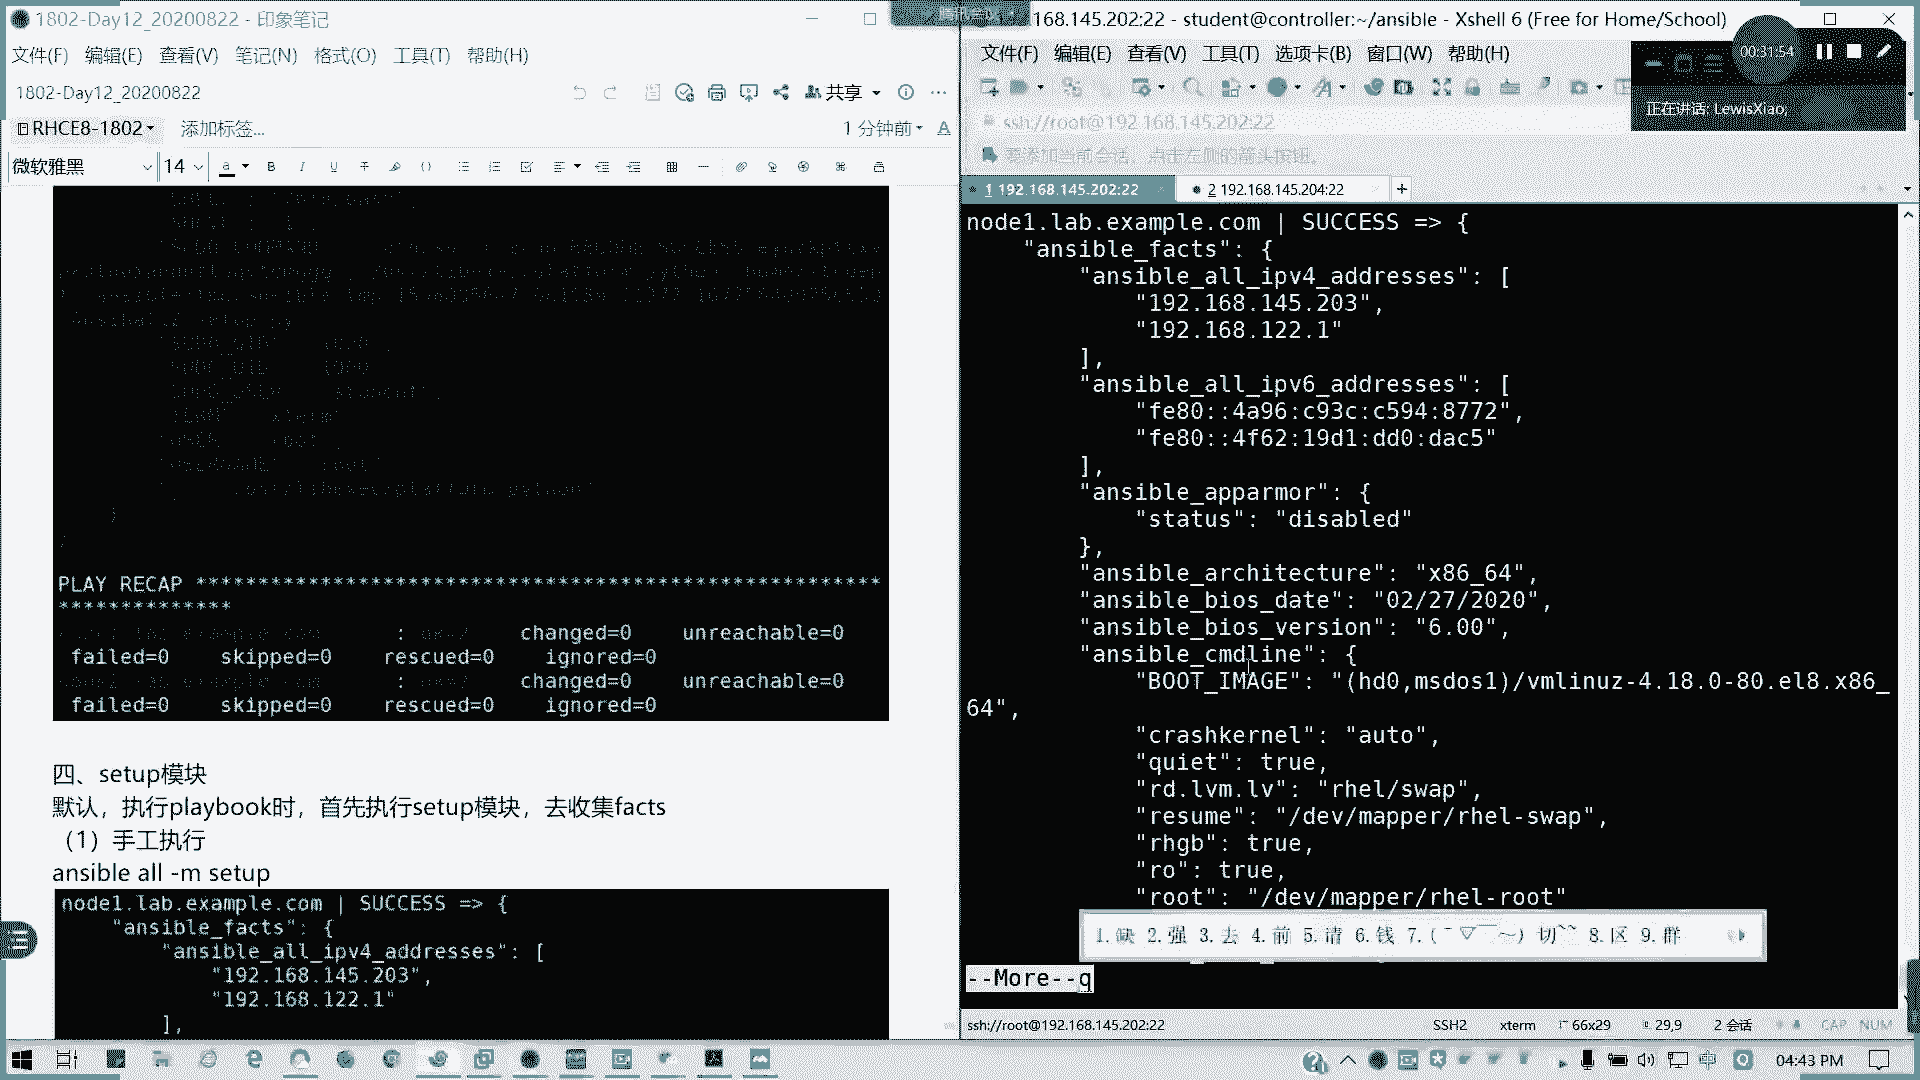 1802-Day12_20200822 - 印象笔记
文件(F) 编辑(E) 查看(V) 笔记(N) 格式(O) 工具(T) 帮助(H)
1802-Day12_20200822
共享
RHCE8-1802
添加标签...
1 分钟前
微软雅黑 14
PLAY RECAP *******************************************************
**************
: changed=0 unreachable=0
failed=0 skipped=0 rescued=0 ignored=0
: changed=0 unreachable=0
failed=0 skipped=0 rescued=0 ignored=0
四、setup模块
默认，执行playbook时，首先执行setup模块，去收集facts
（1）手工执行
ansible all -m setup
node1.lab.example.com | SUCCESS => {
"ansible_facts": {
"ansible_all_ipv4_addresses": [
"192.168.145.203",
"192.168.122.1"
],
168.145.202:22 - student@controller:~/ansible - Xshell 6 (Free for Home/School)
文件(F) 编辑(E) 查看(V) 工具(T) 选项卡(B) 窗口(W) 帮助(H)
00:31:54
正在讲话: LewisXiao;
ssh://root@192.168.145.202:22
要添加当前会话，点击左侧的箭头按钮。
1 192.168.145.202:22
2 192.168.145.204:22
node1.lab.example.com | SUCCESS => {
"ansible_facts": {
"ansible_all_ipv4_addresses": [
"192.168.145.203",
"192.168.122.1"
],
"ansible_all_ipv6_addresses": [
"fe80::4a96:c93c:c594:8772",
"fe80::4f62:19d1:dd0:dac5"
],
"ansible_apparmor": {
"status": "disabled"
},
"ansible_architecture": "x86_64",
"ansible_bios_date": "02/27/2020",
"ansible_bios_version": "6.00",
"ansible_cmdline": {
"BOOT_IMAGE": "(hd0,msdos1)/vmlinuz-4.18.0-80.el8.x86_
64",
"crashkernel": "auto",
"quiet": true,
"rd.lvm.lv": "rhel/swap",
"resume": "/dev/mapper/rhel-swap",
"rhgb": true,
"ro": true,
"root": "/dev/mapper/rhel-root"
1.缺 2.强 3.去 4.前 5.请 6.钱 7.(￣▽￣～)切~~ 8.区 9.群
--More--q
ssh://root@192.168.145.202:22 SSH2 xterm 66x29 29,9 2 会话 CAP NUM
中 04:43 PM